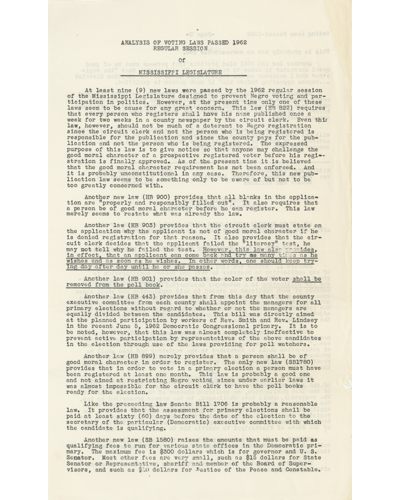 ANALYSIS OF VOTING LAWS PASSED 1962
REGULAR SESSION
OF
MISSISSIPPI LEGISLATURE
At least nine (9) new laws were passed by the 1962 regular session
of the Mississippi Legislature designed to prevent Negro voting and par-
ticipation in politics. However, at the present time only one of these
laws seems to be cause for any great concern. This law (HB 822) requires
that every person who registers shall have his name published once a
week for two weeks in a county newspaper by the circuit clerk. Even this
law, however, should not be much of a deterrent to Negro registration
since the circuit clerk and not the person who is being registered is
responsible for the publication and since the county pays for the pub-
lication and not the person who is being registered. The expressed
purpose of this law is to give notice so that anyone may challenge the
good moral character of a prospective registered voter before his regis-
tration is finally approved. As of the present time it is believed
that the good moral character requirement has not been enforced, and
it is probably unconstitutional in any case. Therefore, this new pub-
lication law seems to be something only to be aware of but not to be
too greatly concerned with.
Another law (HB 900) provides that all blanks in the applica-
tion are "properly and responsibly filled out". It also requires that
a person be of good moral character before he can register. This law
merely seems to restate what was already the law.
Another law (HB 903) provides that the circuit clerk must state on
the application why the applicant is not of good moral character if he
is denied registration for that reason. It also provides that the cir-
cuit clerk decides that the applicant failed the "literacy" test, he
may not tell why he failed the test. However, this law also provides,
in effect, that an applicant can come back and try as many times as he
wishes and as soon as he wishes. In other words, one should keep try-
ing day after day until he or she passes.
Another law (HB 901) provides that the color of the voter shall be
removed from the poll book.
Another law (HB 443) provides that from this day that the county
executive committee from each county shall appoint the managers for all
primary elections without regard to whether or not the managers are
equally divided between the candidates. This bill was directly aimed
at the planned participation by workers of Rev. Smith and Rev. Lindsey
in the recent June 5, 1962 Democratic Congressional primary. It is to
be noted, however, that this law was almost completely ineffective to
prevent active participation by representatives of the above candidates
in the election through use of the laws providing for poll watchers.
Another law (HB 899) merely provides that a person shall be of
good moral character in order to register. The only new law (SB1780)
provides that in order to vote in a primary election a person must have
been registered at least one month. This law is probably a good one
and not aimed at restricting Negro voting since under earlier laws it
was almost impossible for the circuit clerk to have the poll books
ready for the election.
Like the proceeding law Senate Bill 1706 is probably a reasonable
law. It provides that the assessment for primary elections shall be
paid at least sixty (60) days before the date of the election to the
secretary of the particular (Democratic) executive committee with which
the candidate is qualifying.
Another new law (SB 1580) raises the amounts that must be paid as
qualifying fees to run for various state offices in the Democratic pri-
mary. The maximum fee is $300 dollars which is for governor and U. S.
Senator. Most other fees are very small, such as $15 dollars for State
Senator or Representative, sheriff and member of the Board of Super-
visors, and such as dollars for Justice of the Peace and Constable.